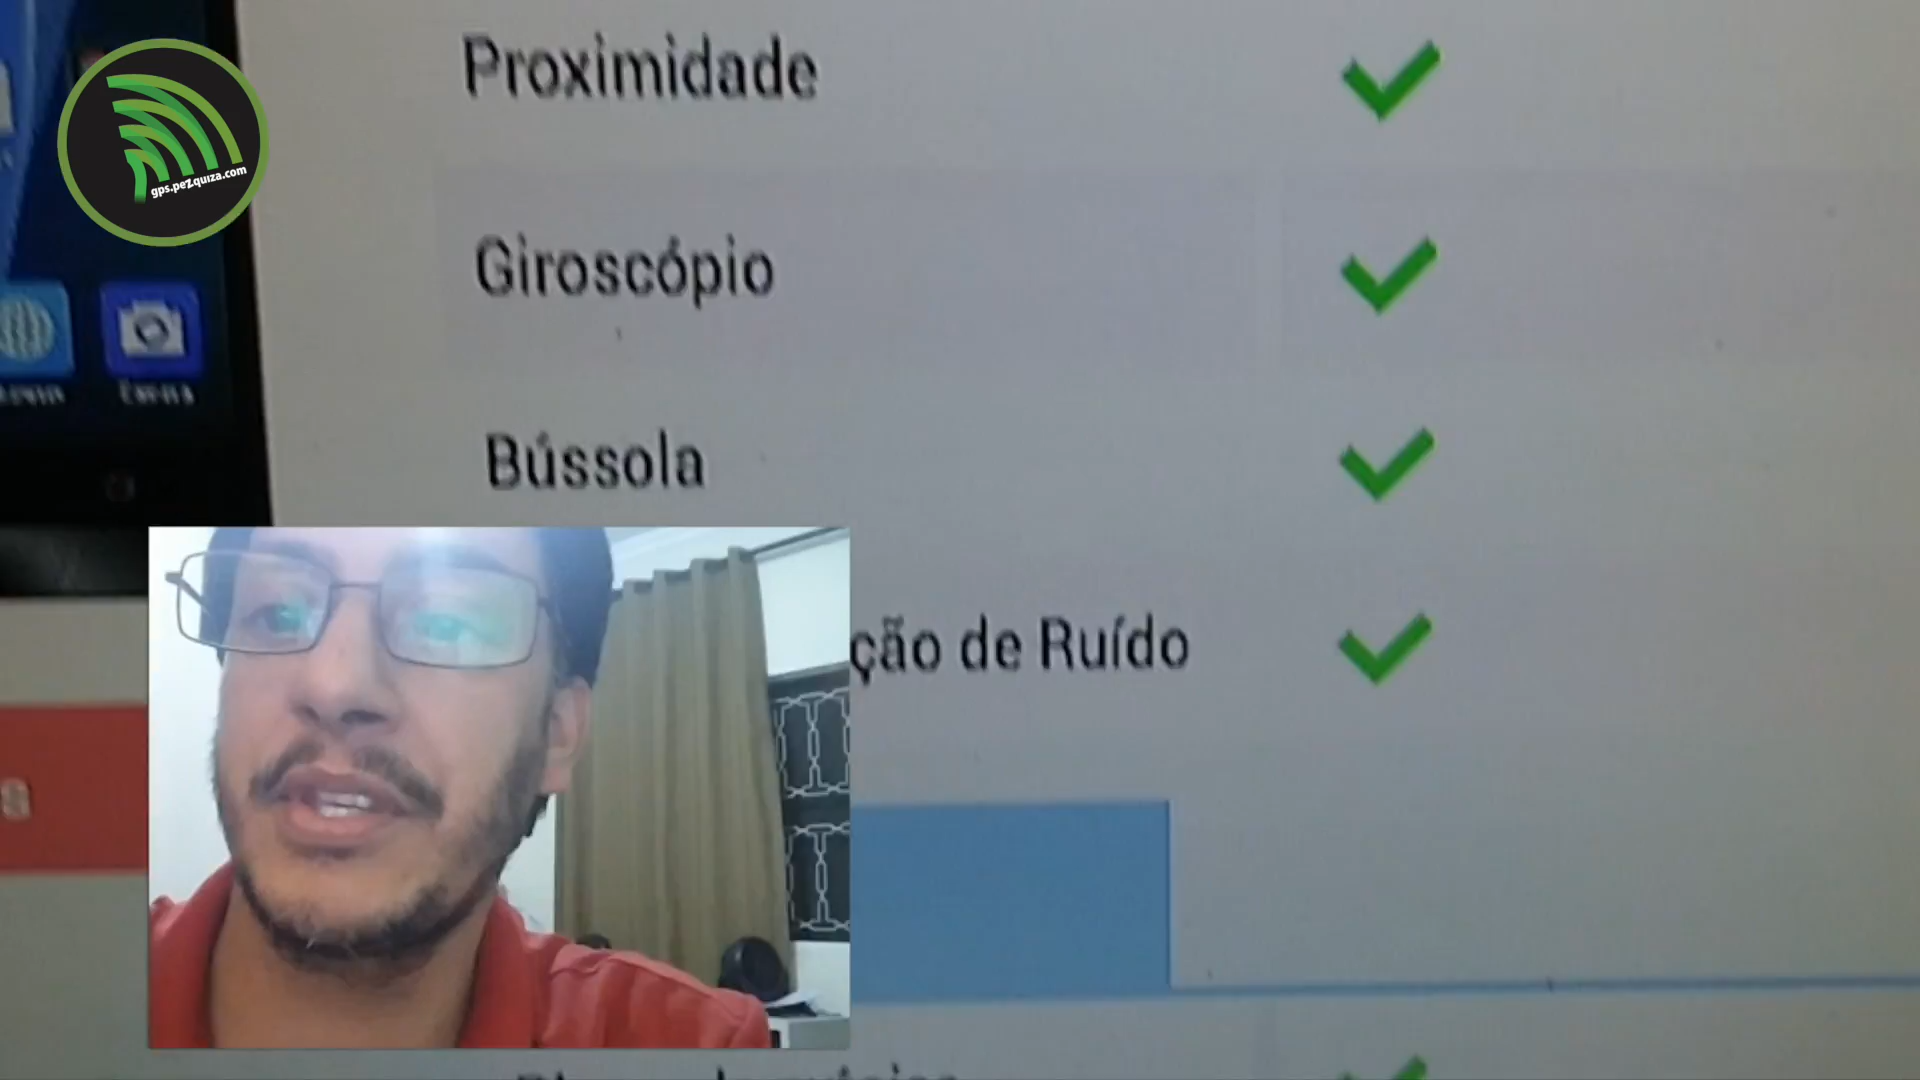 gps.peZquiza.com
Proximidade
Giroscópio
Bússola
ção de Ruído